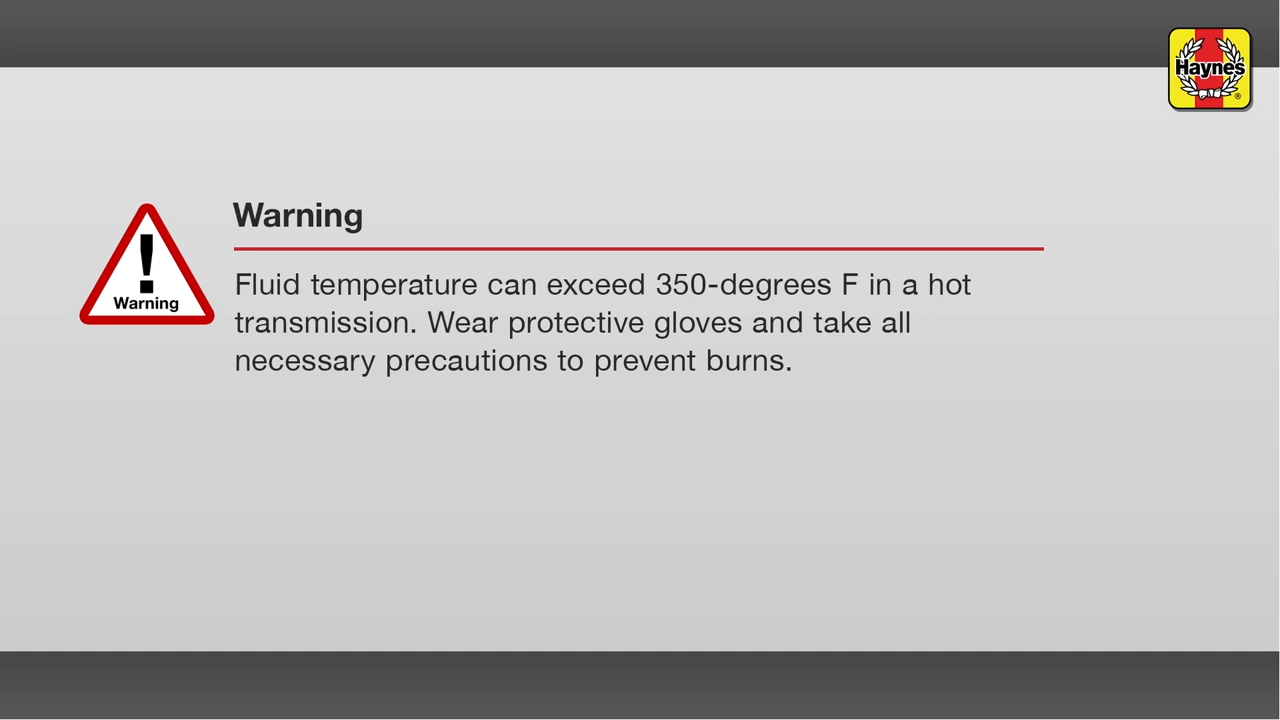 Haynes
Warning
Warning
Fluid temperature can exceed 350-degrees F in a hot
transmission. Wear protective gloves and take all
necessary precautions to prevent burns.